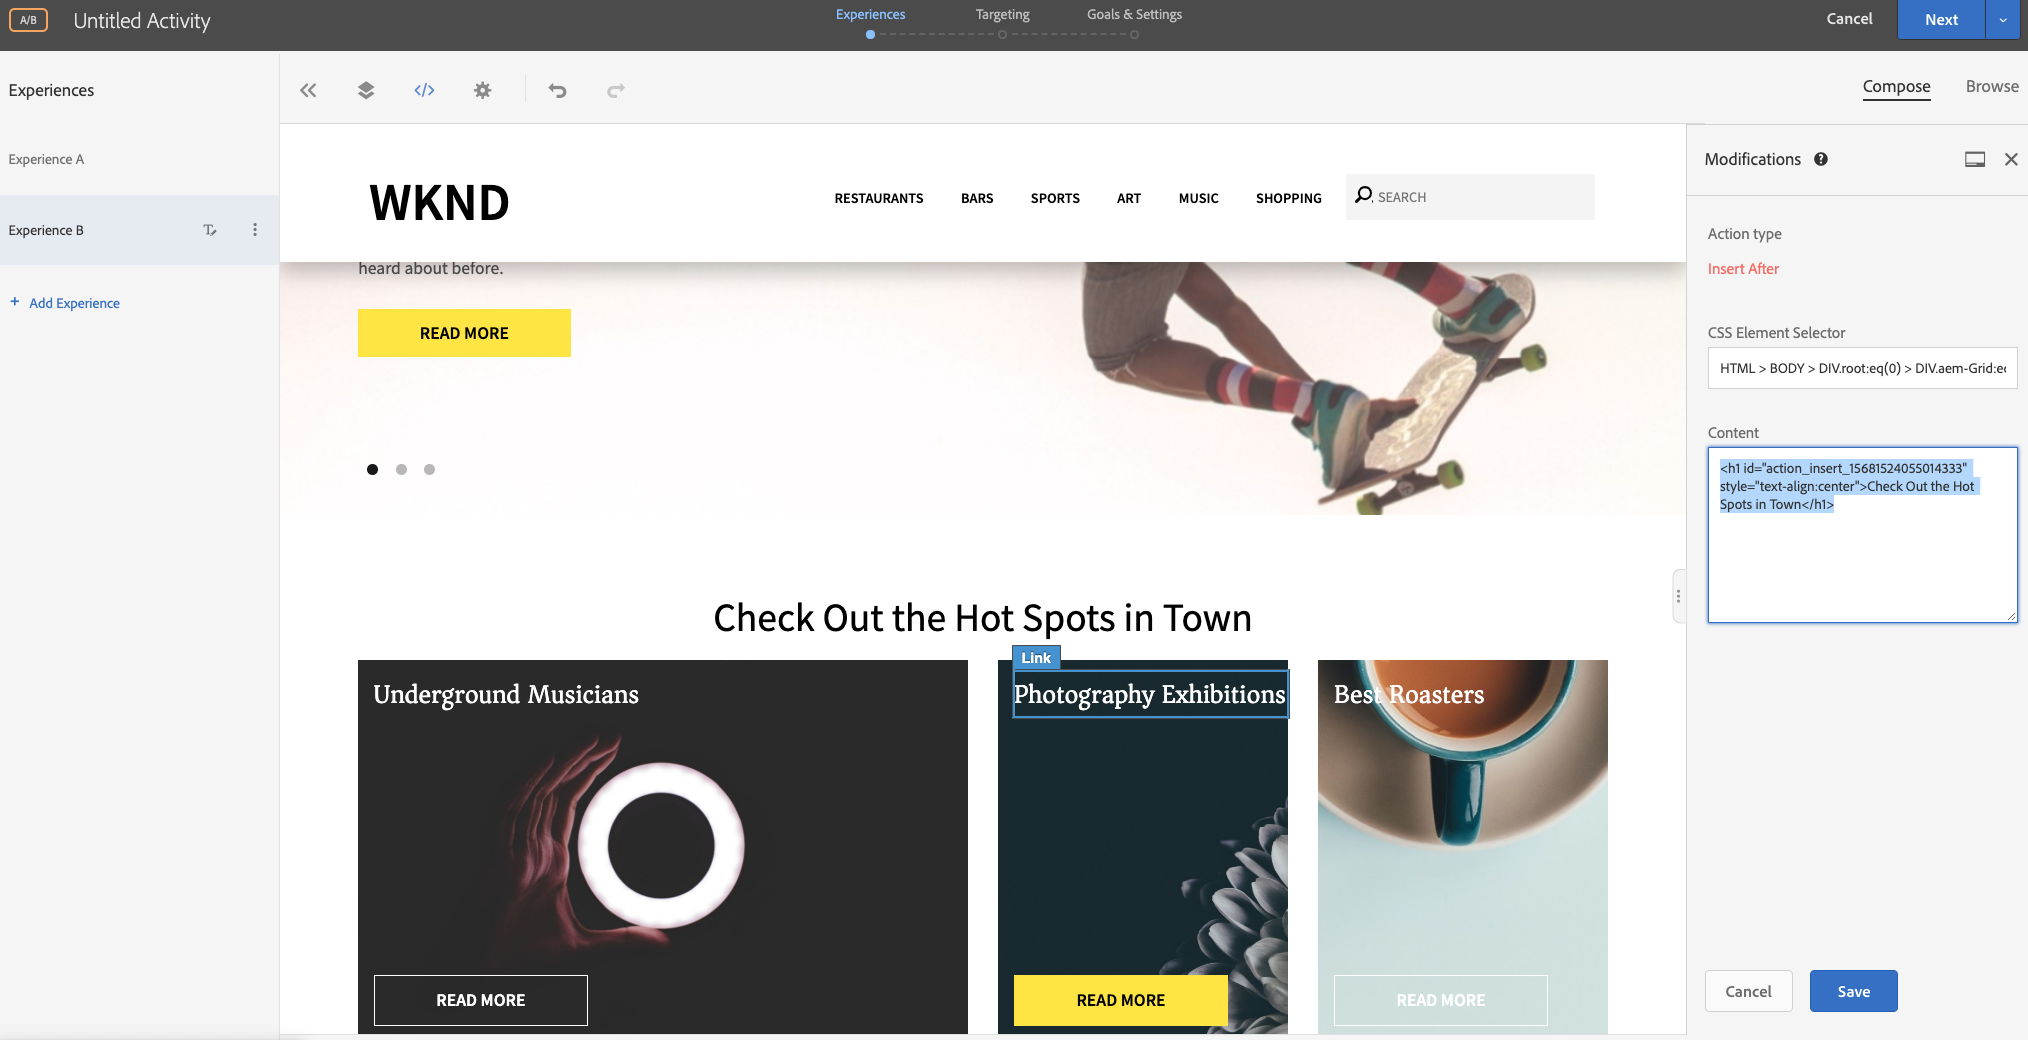 A/B
Untitled Activity
Experiences
Targeting
Goals & Settings
Cancel
Next
Experiences
</>
Compose
Browse
Experience A
Experience B
+ Add Experience
WKND
RESTAURANTS
BARS
SPORTS
ART
MUSIC
SHOPPING
SEARCH
heard about before.
READ MORE
Check Out the Hot Spots in Town
Link
Underground Musicians
Photography Exhibitions
Best Roasters
READ MORE
READ MORE
READ MORE
Modifications
Action type
Insert After
CSS Element Selector
HTML > BODY > DIV.root:eq(0) > DIV.aem-Grid:e
Content
<h1 id="action_insert_15681524055014333"
style="text-align:center">Check Out the Hot
Spots in Town</h1>
Cancel
Save